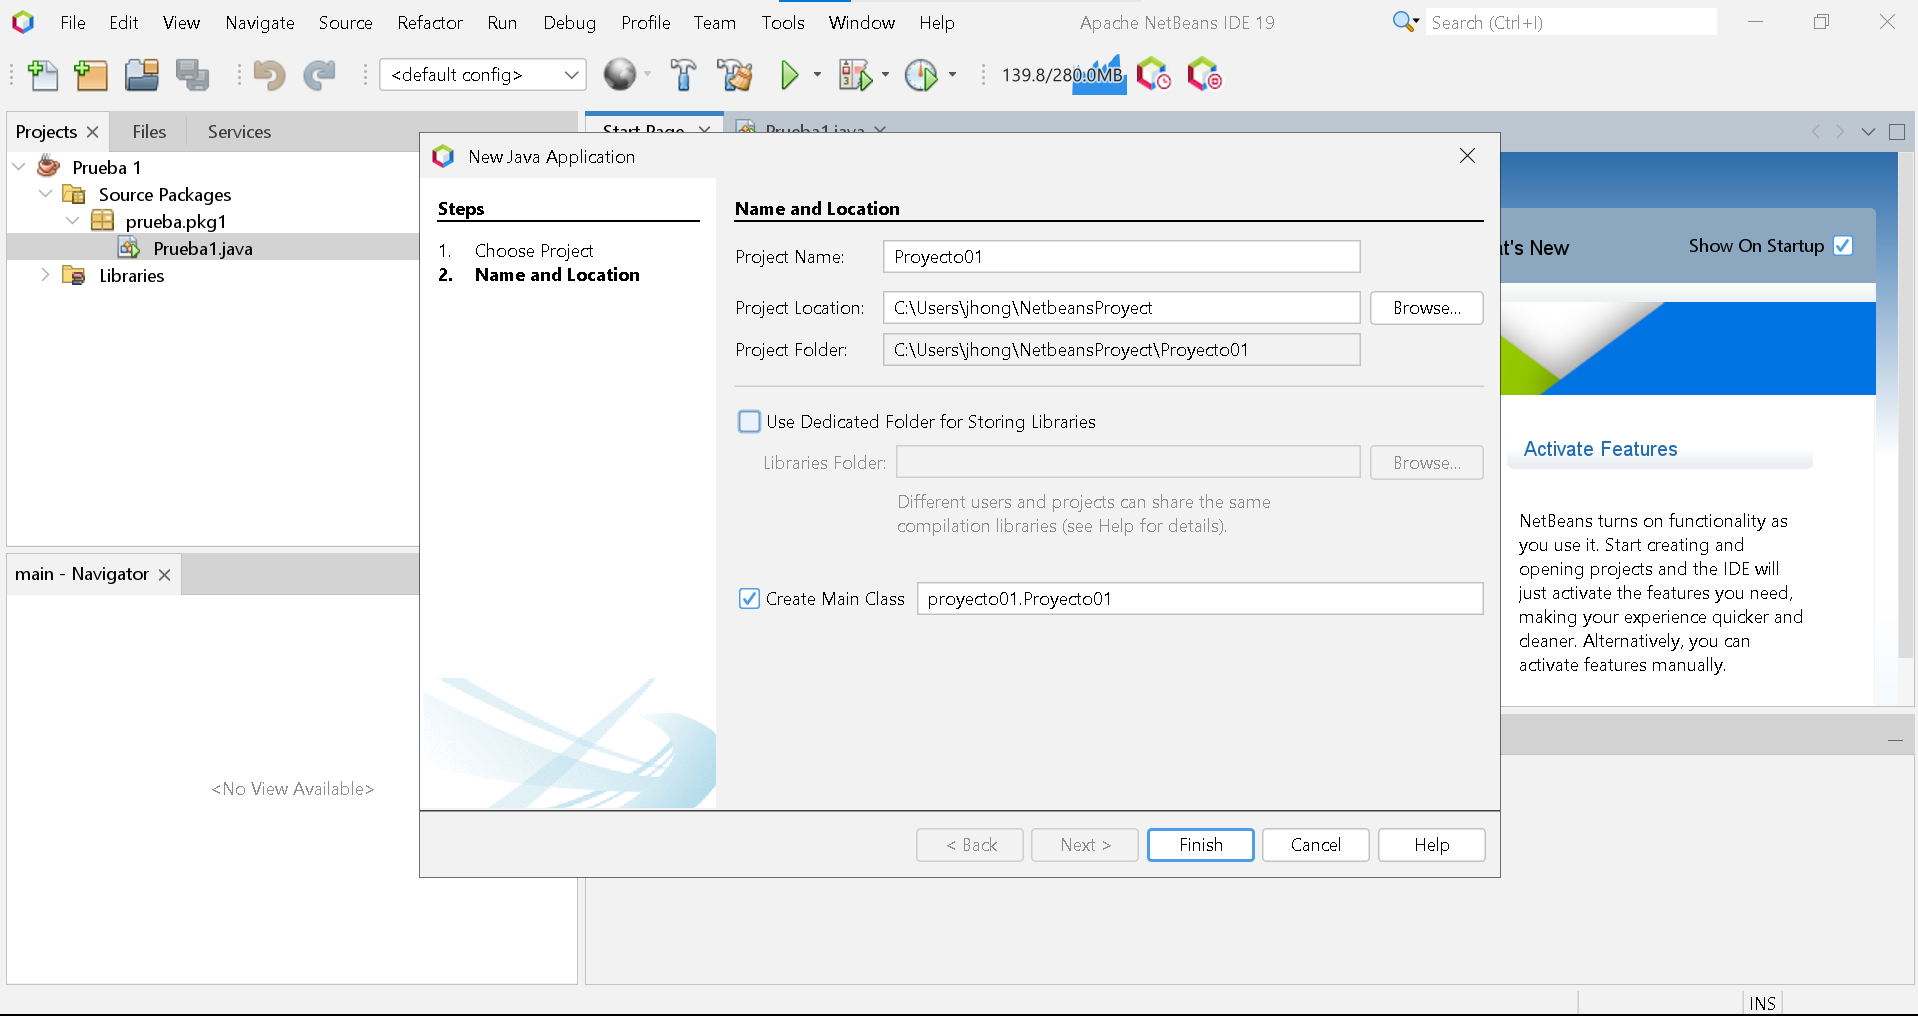 File Edit View Navigate Source Refactor Run Debug Profile Team Tools Window Help Apache NetBeans IDE 19 Search (Ctrl+I)
<default config> 139.8/280.0MB
Projects Files Services
Start Page Prueba1.java
Prueba 1
Source Packages
prueba.pkg1
Prueba1.java
Libraries
main - Navigator
<No View Available>
New Java Application
Steps
1. Choose Project
2. Name and Location
Name and Location
Project Name: Proyecto01
Project Location: C:\Users\jhong\NetbeansProyect Browse...
Project Folder: C:\Users\jhong\NetbeansProyect\Proyecto01
Use Dedicated Folder for Storing Libraries
Libraries Folder: Browse...
Different users and projects can share the same
compilation libraries (see Help for details).
Create Main Class proyecto01.Proyecto01
< Back Next > Finish Cancel Help
New Show On Startup
Activate Features
NetBeans turns on functionality as
you use it. Start creating and
opening projects and the IDE will
just activate the features you need,
making your experience quicker and
cleaner. Alternatively, you can
activate features manually.
INS